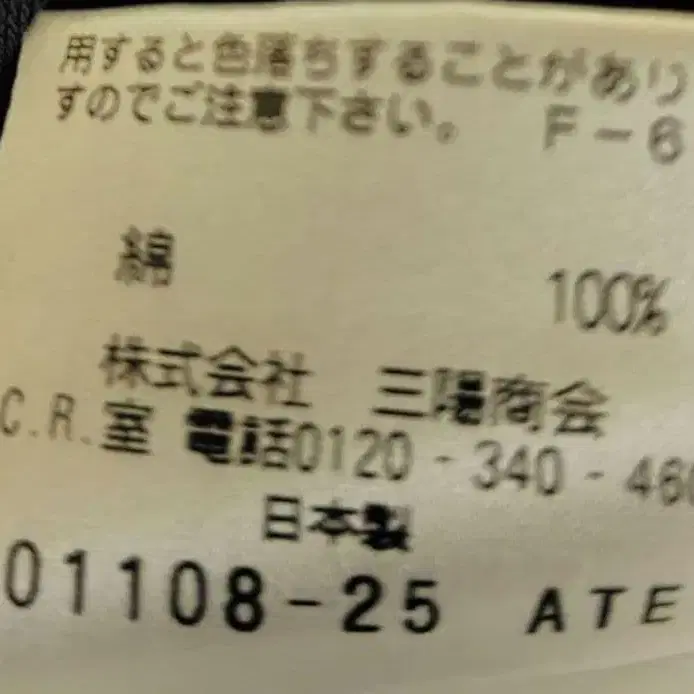 用すると色落ちすることがあり
すのでご注意下さい。 F-6
綿 100%
株式会社 三陽商会
C.R.室 電話0120-340-46
日本製
01108-25 ATE